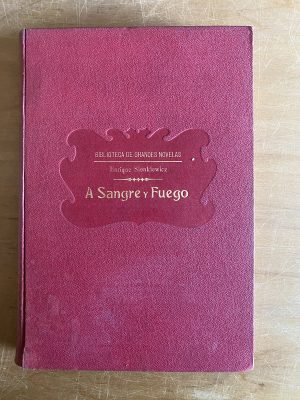 BIBLIOTECA DE GRANDES NOVELAS
Enrique Sienkiewicz
A Sangre y Fuego